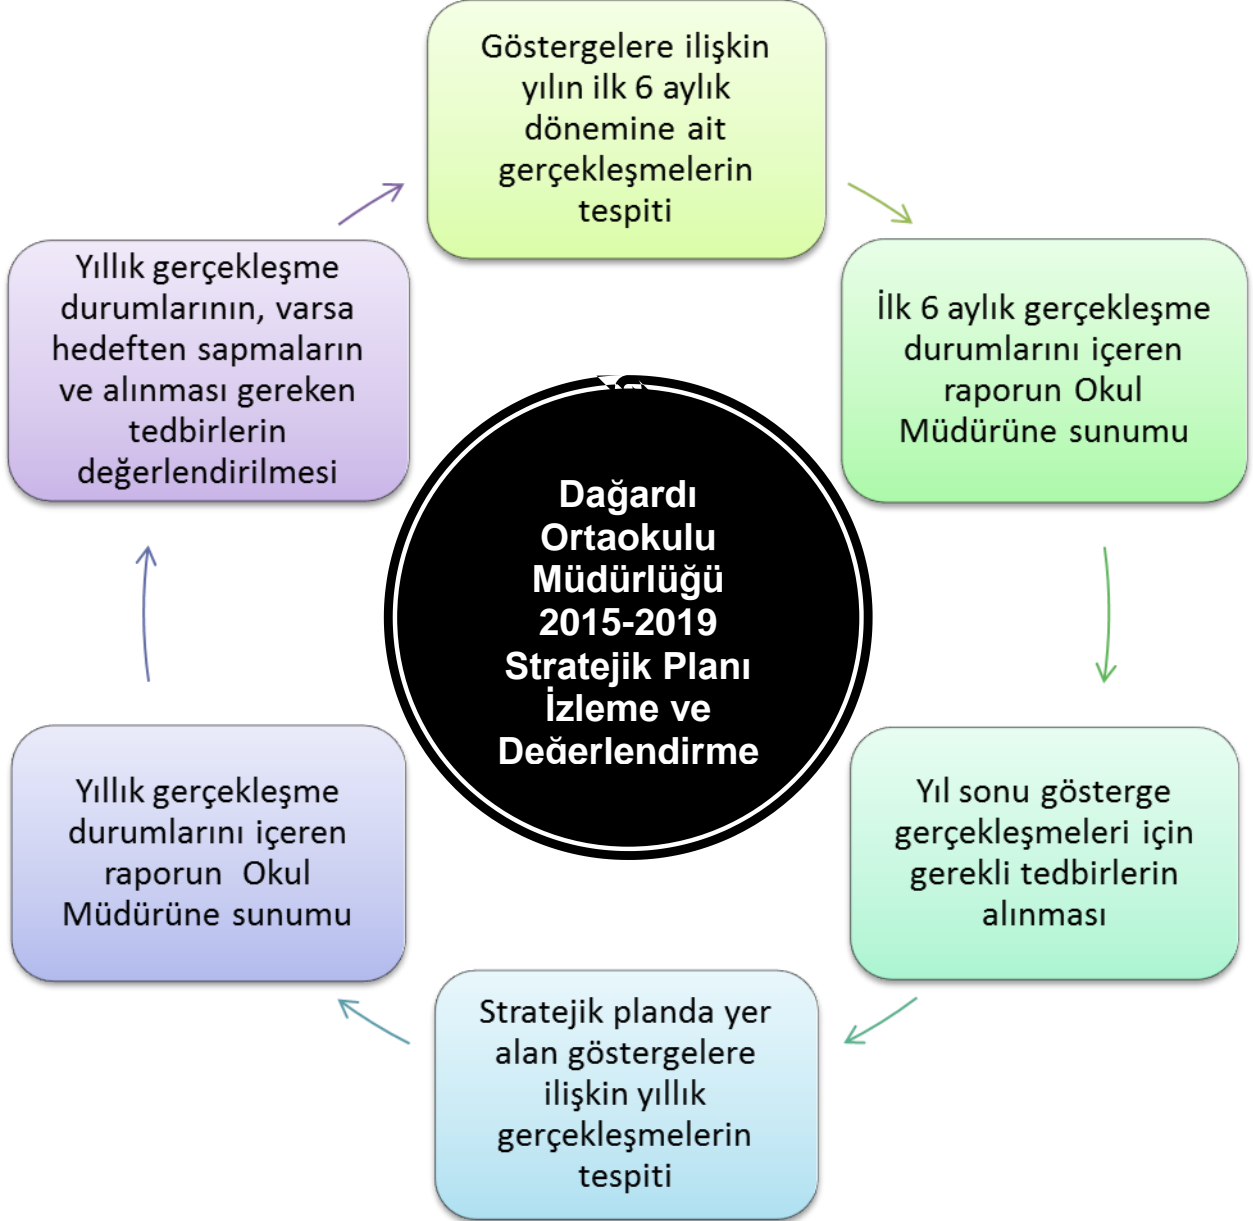 Göstergelere ilişkin
yılın ilk 6 aylık
dönemine ait
gerçekleşmelerin
tespiti
İlk 6 aylık gerçekleşme
durumlarını içeren
raporun Okul
Müdürüne sunumu
Yıl sonu gösterge
gerçekleşmeleri için
gerekli tedbirlerin
alınması
Stratejik planda yer
alan göstergelere
ilişkin yıllık
gerçekleşmelerin
tespiti
Yıllık gerçekleşme
durumlarını içeren
raporun Okul
Müdürüne sunumu
Yıllık gerçekleşme
durumlarının, varsa
hedeften sapmaların
ve alınması gereken
tedbirlerin
değerlendirilmesi
Dağardı
Ortaokulu
Müdürlüğü
2015-2019
Stratejik Planı
İzleme ve
Değerlendirme